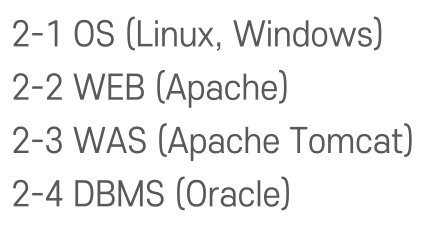 2-1 OS (Linux, Windows)
2-2 WEB (Apache)
2-3 WAS (Apache Tomcat)
2-4 DBMS (Oracle)